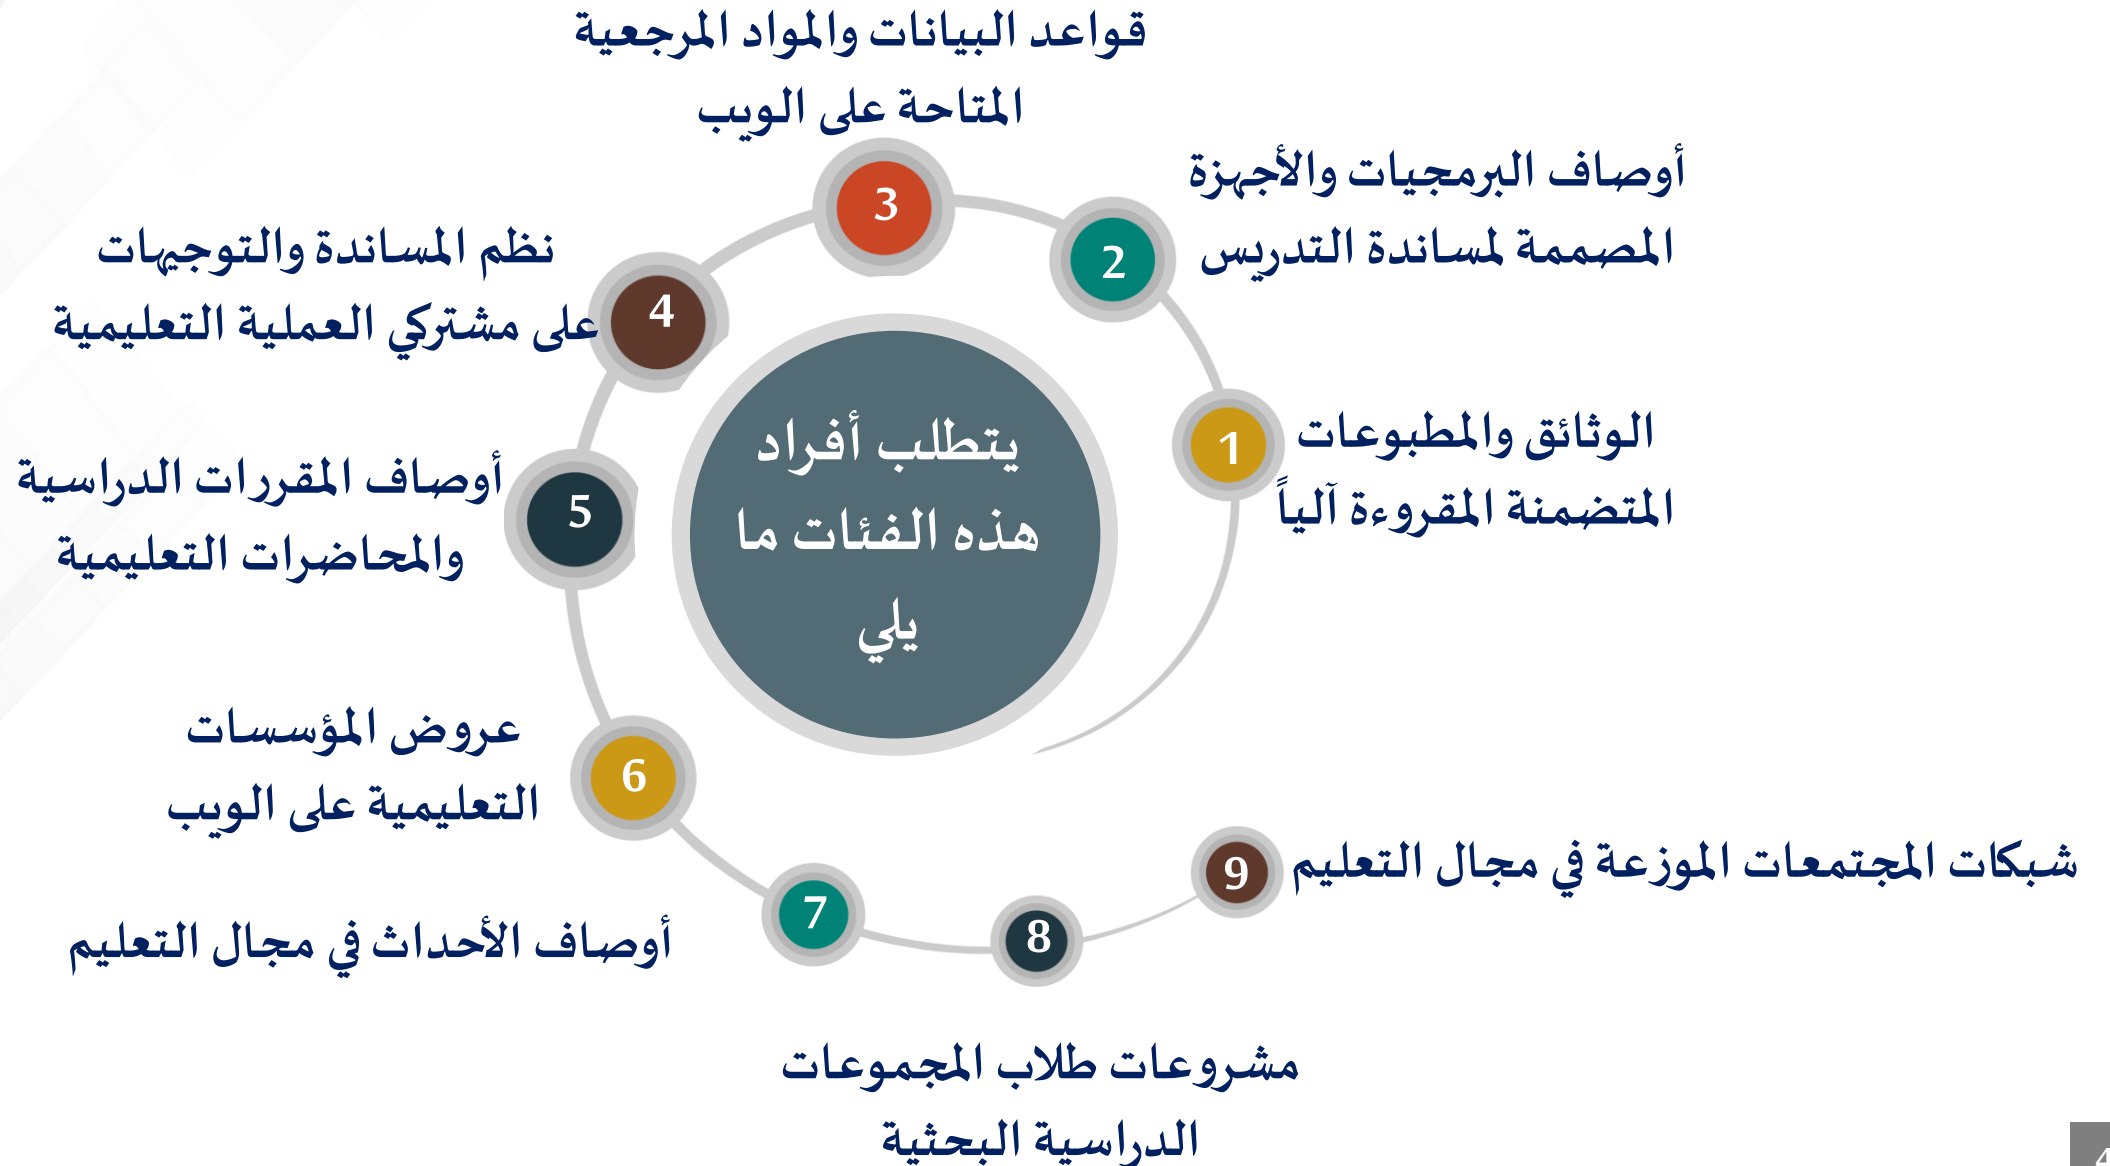 يتطلب أفراد
هذه الفئات ما
يلي
1
الوثائق والمطبوعات
المتضمنة المقروءة آلياً
2
أوصاف البرمجيات والأجهزة
المصممة لمساندة التدريس
3
قواعد البيانات والمواد المرجعية
المتاحة على الويب
4
نظم المساندة والتوجيهات
على مشتركي العملية التعليمية
5
أوصاف المقررات الدراسية
والمحاضرات التعليمية
6
عروض المؤسسات
التعليمية على الويب
7
أوصاف الأحداث في مجال التعليم
8
مشروعات طلاب المجموعات
الدراسية البحثية
9
شبكات المجتمعات الموزعة في مجال التعليم